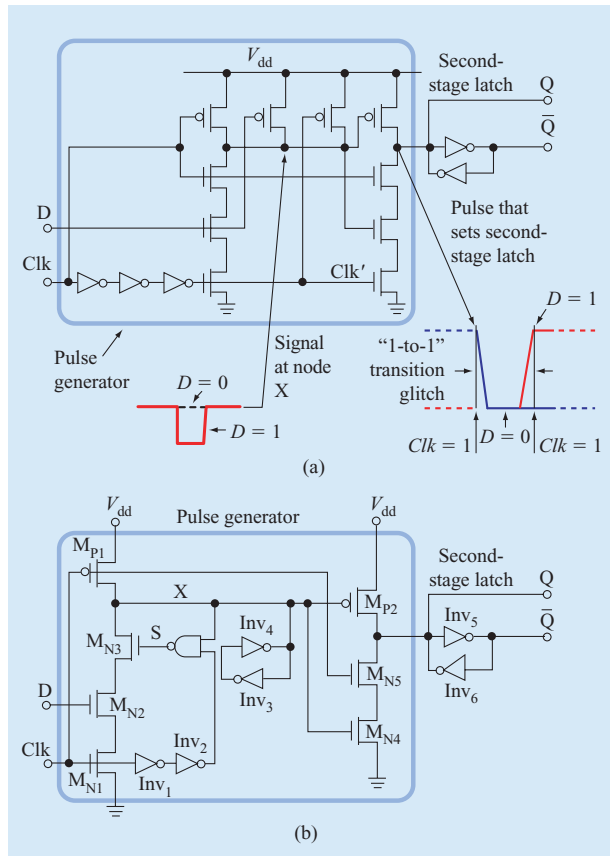 V_dd
Second-
stage latch
Q
Q̅
D
Clk
Clk′
Pulse that
sets second-
stage latch
Pulse
generator
Signal
at node
X
D = 0
D = 1
D = 1
“1-to-1”
transition
glitch
D = 0
Clk = 1
Clk = 1
(a)
V_dd
Pulse generator
V_dd
M_P1
X
M_P2
Second-
stage latch
Q
Q̅
S
M_N3
Inv_4
Inv_3
Inv_5
Inv_6
M_N5
D
M_N2
M_N4
Clk
M_N1
Inv_1
Inv_2
(b)